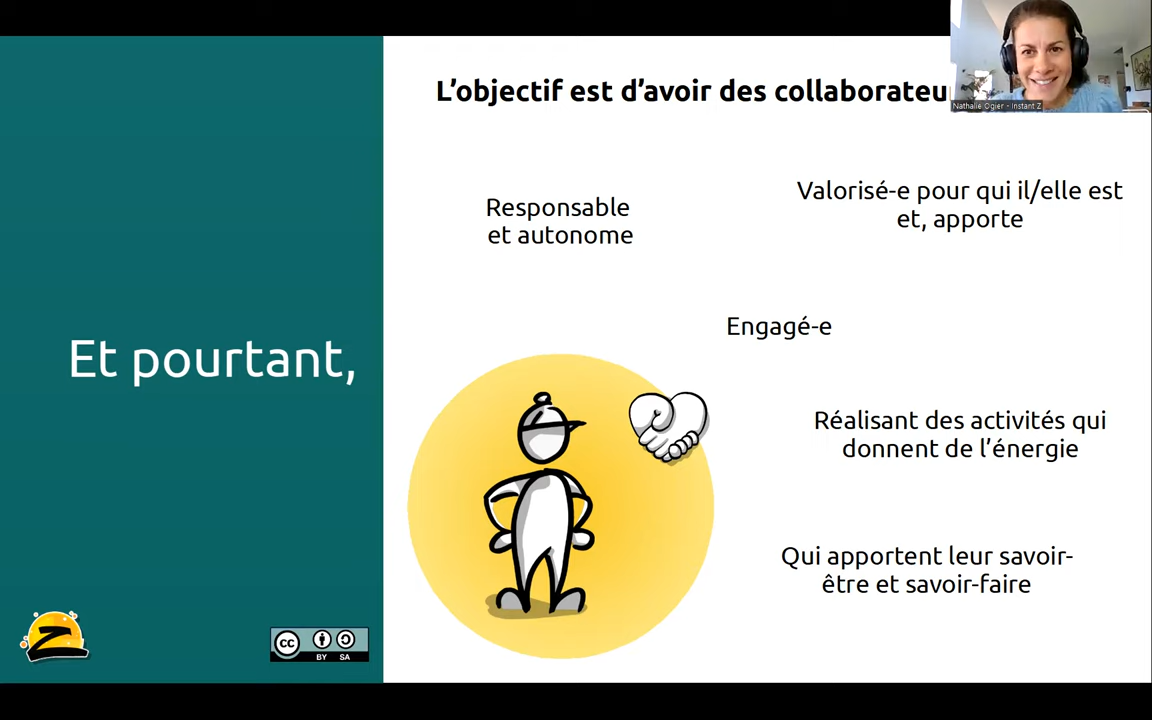 L’objectif est d’avoir des collaborateu
Nathalie Ogier - Instant Z
Valorisé-e pour qui il/elle est
et, apporte
Responsable
et autonome
Engagé-e
Et pourtant,
Réalisant des activités qui
donnent de l’énergie
Qui apportent leur savoir-
être et savoir-faire
Z
cc
BY SA